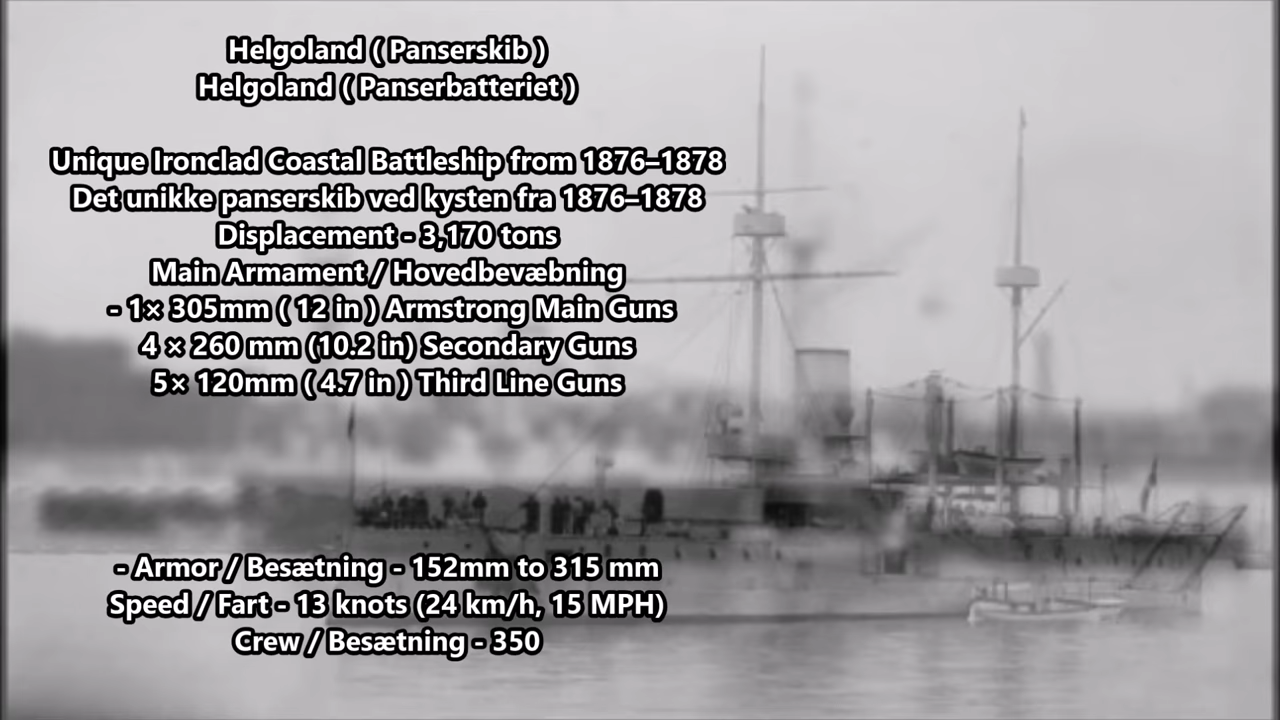 Helgoland ( Panserskib )
Helgoland ( Panserbatteriet )
Unique Ironclad Coastal Battleship from 1876–1878
Det unikke panserskib ved kysten fra 1876–1878
Displacement - 3,170 tons
Main Armament / Hovedbevæbning
- 1× 305mm ( 12 in ) Armstrong Main Guns
4 × 260 mm (10.2 in) Secondary Guns
5× 120mm ( 4.7 in ) Third Line Guns
- Armor / Besætning - 152mm to 315 mm
Speed / Fart - 13 knots (24 km/h, 15 MPH)
Crew / Besætning - 350